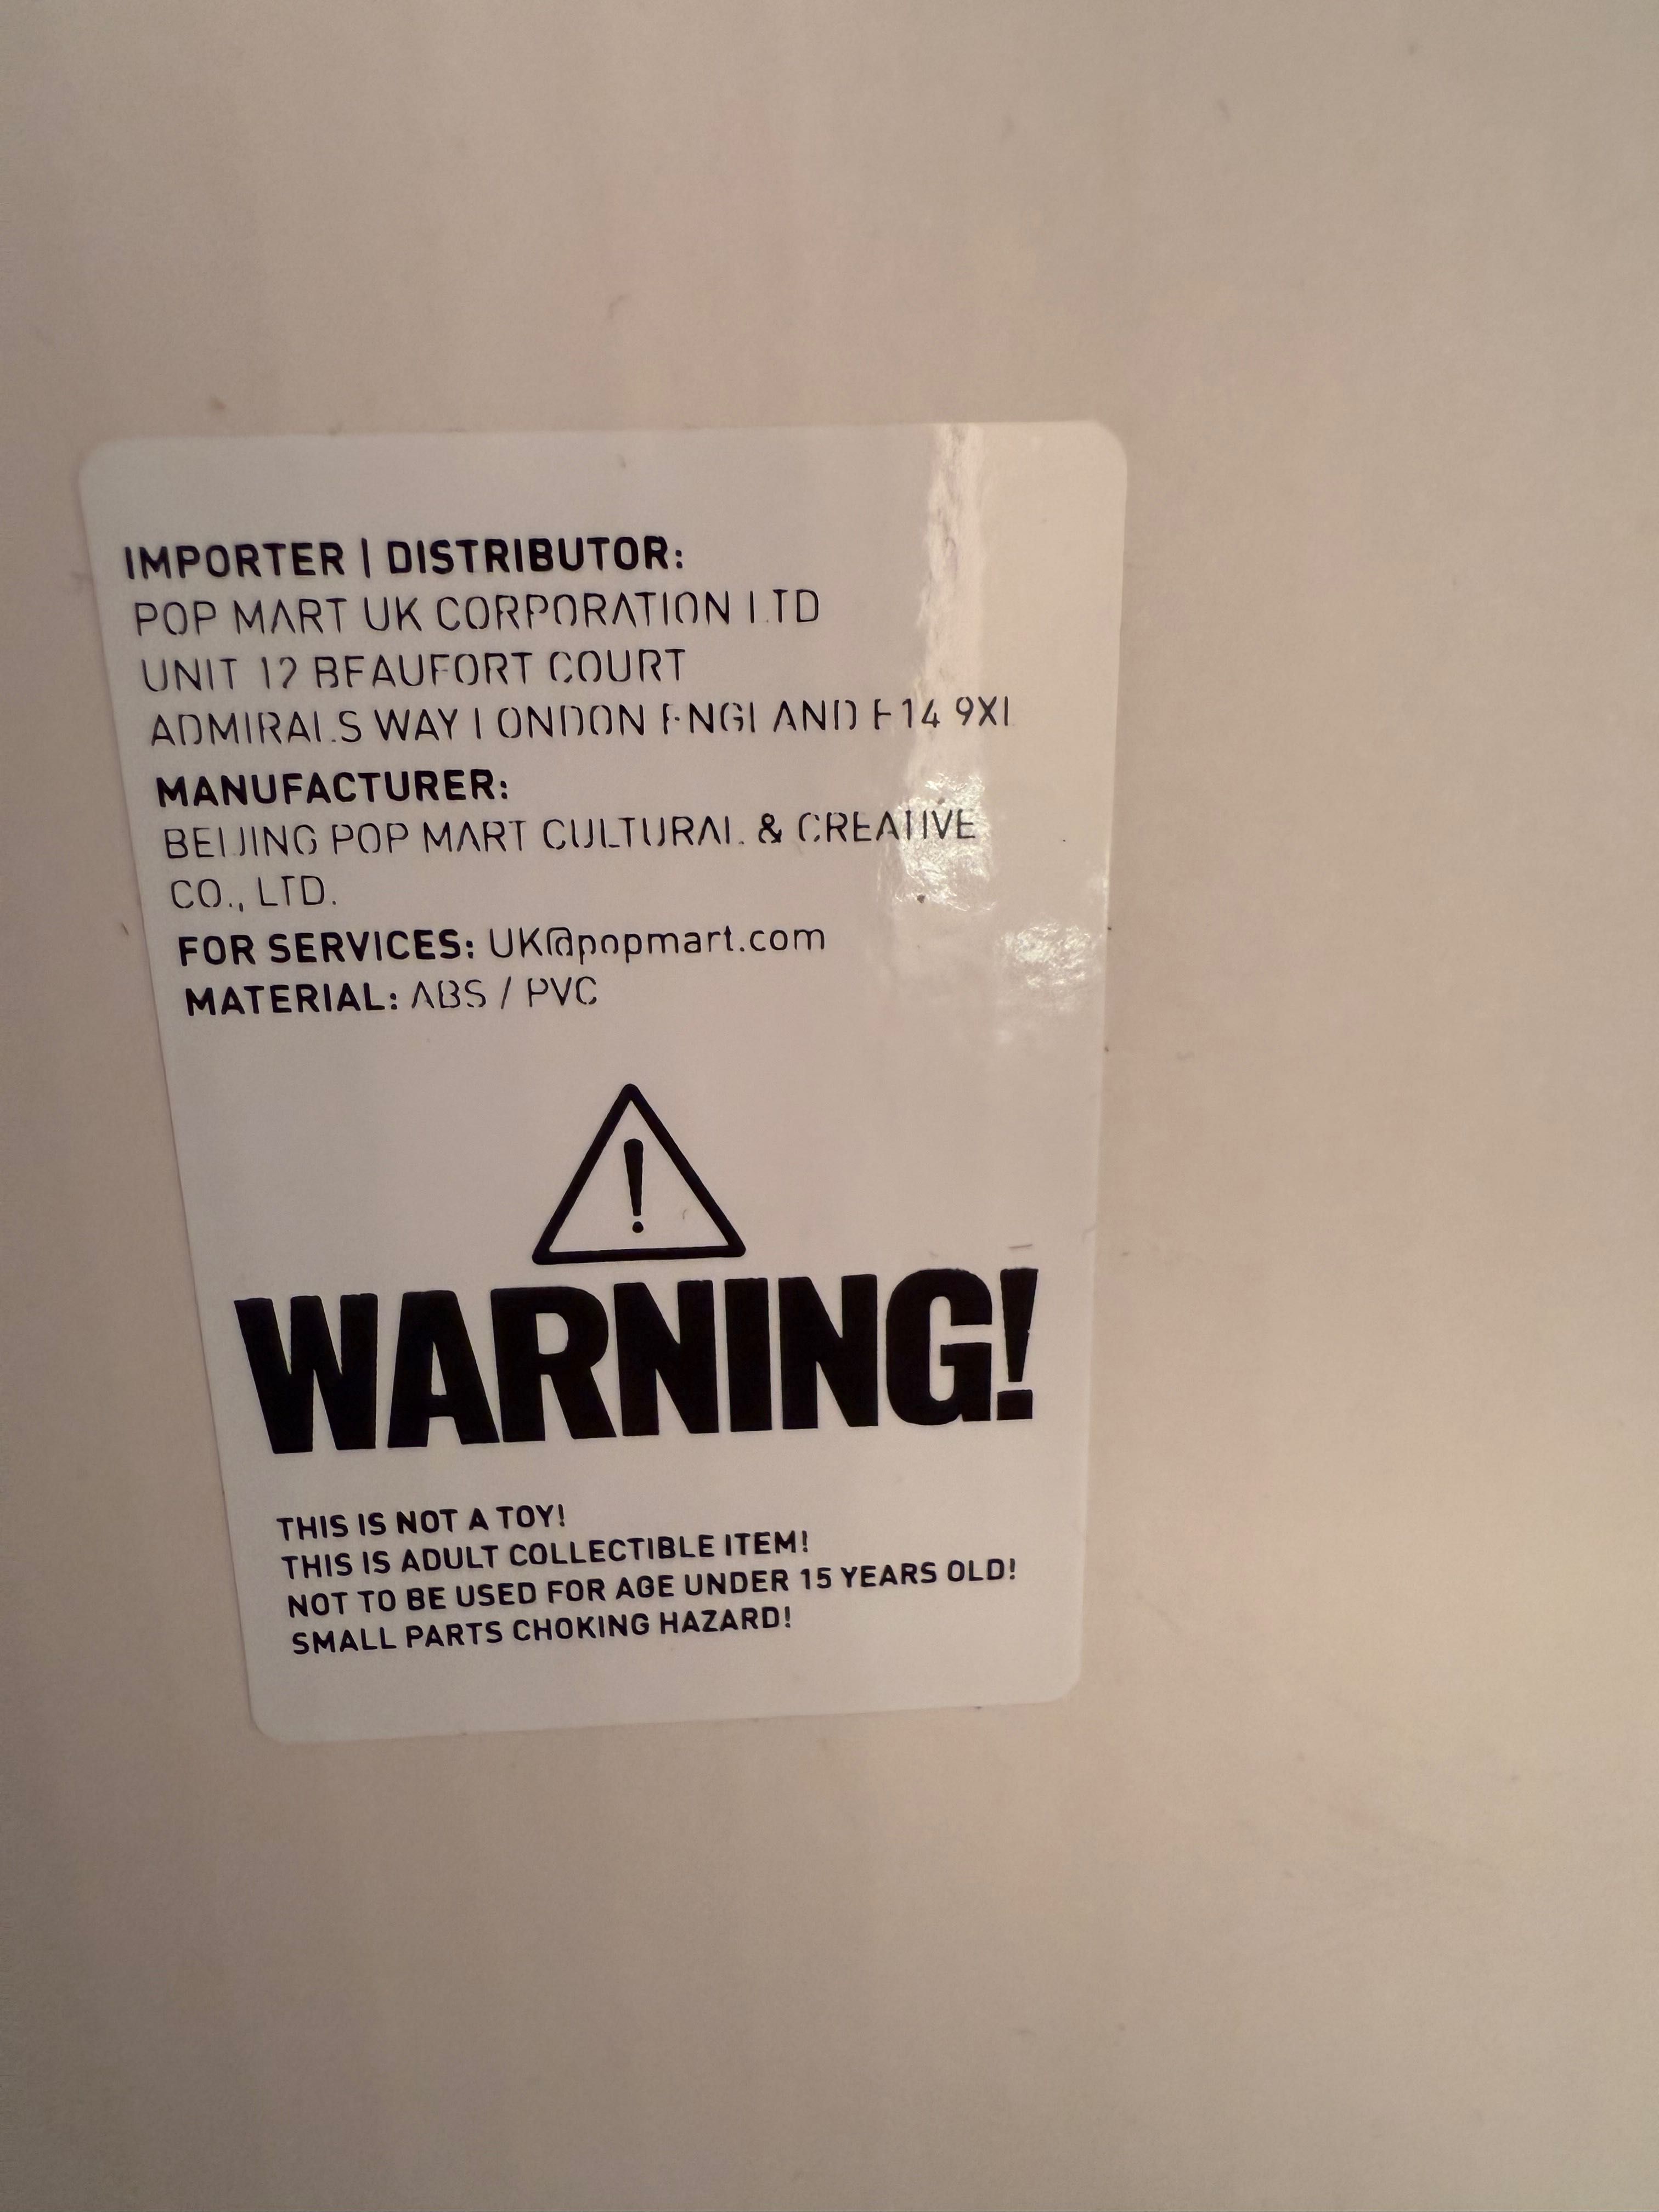 IMPORTER | DISTRIBUTOR:
POP MART UK CORPORATION LTD
UNIT 12 BEAUFORT COURT
ADMIRALS WAY LONDON ENGLAND E14 9XL
MANUFACTURER:
BEIJING POP MART CULTURAL & CREATIVE
CO., LTD.
FOR SERVICES: UK@popmart.com
MATERIAL: ABS / PVC
WARNING!
THIS IS NOT A TOY!
THIS IS ADULT COLLECTIBLE ITEM!
NOT TO BE USED FOR AGE UNDER 15 YEARS OLD!
SMALL PARTS CHOKING HAZARD!